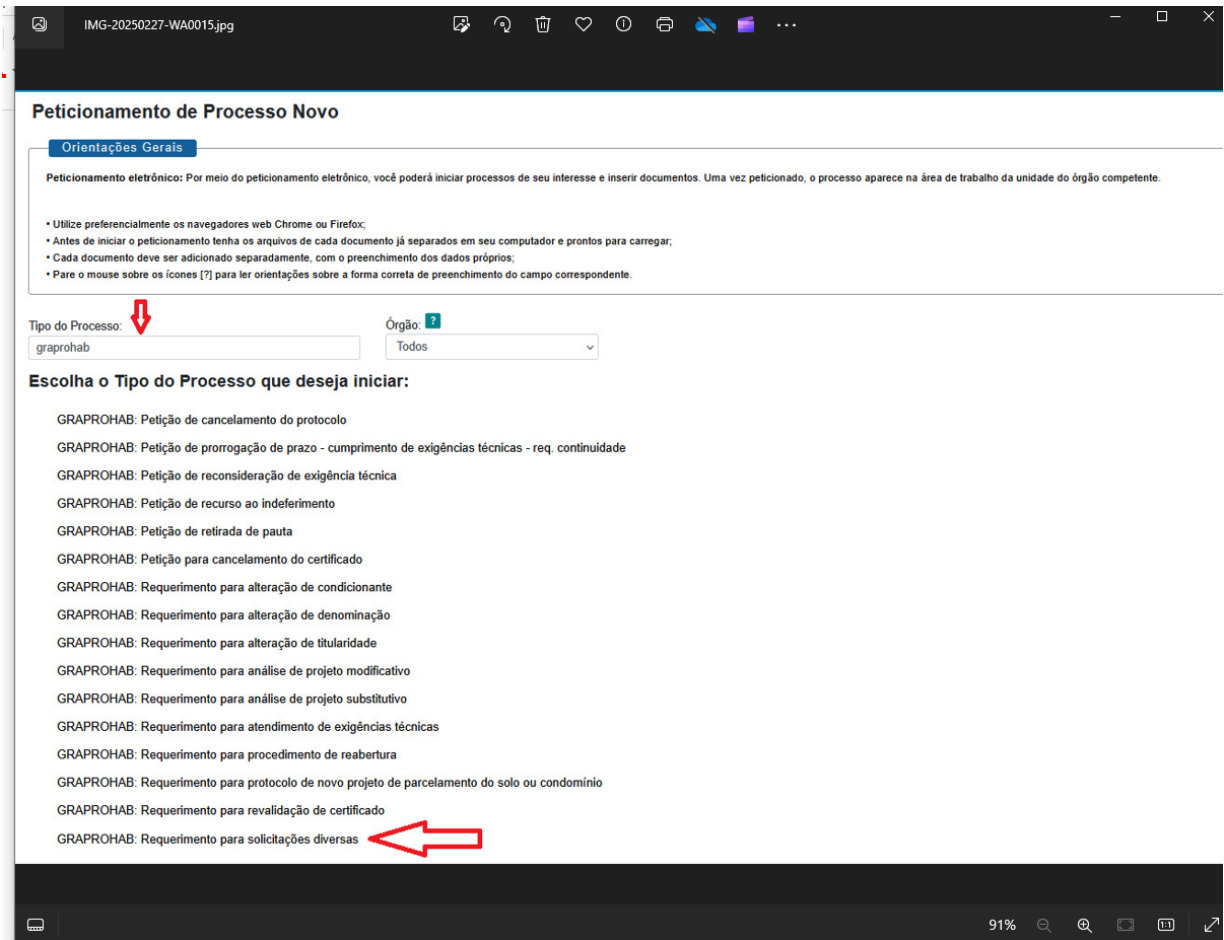 IMG-20250227-WA0015.jpg
Peticionamento de Processo Novo
Orientações Gerais
Peticionamento eletrônico: Por meio do peticionamento eletrônico, você poderá iniciar processos de seu interesse e inserir documentos. Uma vez peticionado, o processo aparece na área de trabalho da unidade do órgão competente.
• Utilize preferencialmente os navegadores web Chrome ou Firefox;
• Antes de iniciar o peticionamento tenha os arquivos de cada documento já separados em seu computador e prontos para carregar;
• Cada documento deve ser adicionado separadamente, com o preenchimento dos dados próprios;
• Pare o mouse sobre os ícones [?] para ler orientações sobre a forma correta de preenchimento do campo correspondente.
Tipo do Processo: Órgão: ?
graprohab Todos
Escolha o Tipo do Processo que deseja iniciar:
GRAPROHAB: Petição de cancelamento do protocolo
GRAPROHAB: Petição de prorrogação de prazo - cumprimento de exigências técnicas - req. continuidade
GRAPROHAB: Petição de reconsideração de exigência técnica
GRAPROHAB: Petição de recurso ao indeferimento
GRAPROHAB: Petição de retirada de pauta
GRAPROHAB: Petição para cancelamento do certificado
GRAPROHAB: Requerimento para alteração de condicionante
GRAPROHAB: Requerimento para alteração de denominação
GRAPROHAB: Requerimento para alteração de titularidade
GRAPROHAB: Requerimento para análise de projeto modificativo
GRAPROHAB: Requerimento para análise de projeto substitutivo
GRAPROHAB: Requerimento para atendimento de exigências técnicas
GRAPROHAB: Requerimento para procedimento de reabertura
GRAPROHAB: Requerimento para protocolo de novo projeto de parcelamento do solo ou condomínio
GRAPROHAB: Requerimento para revalidação de certificado
GRAPROHAB: Requerimento para solicitações diversas
91% 1:1